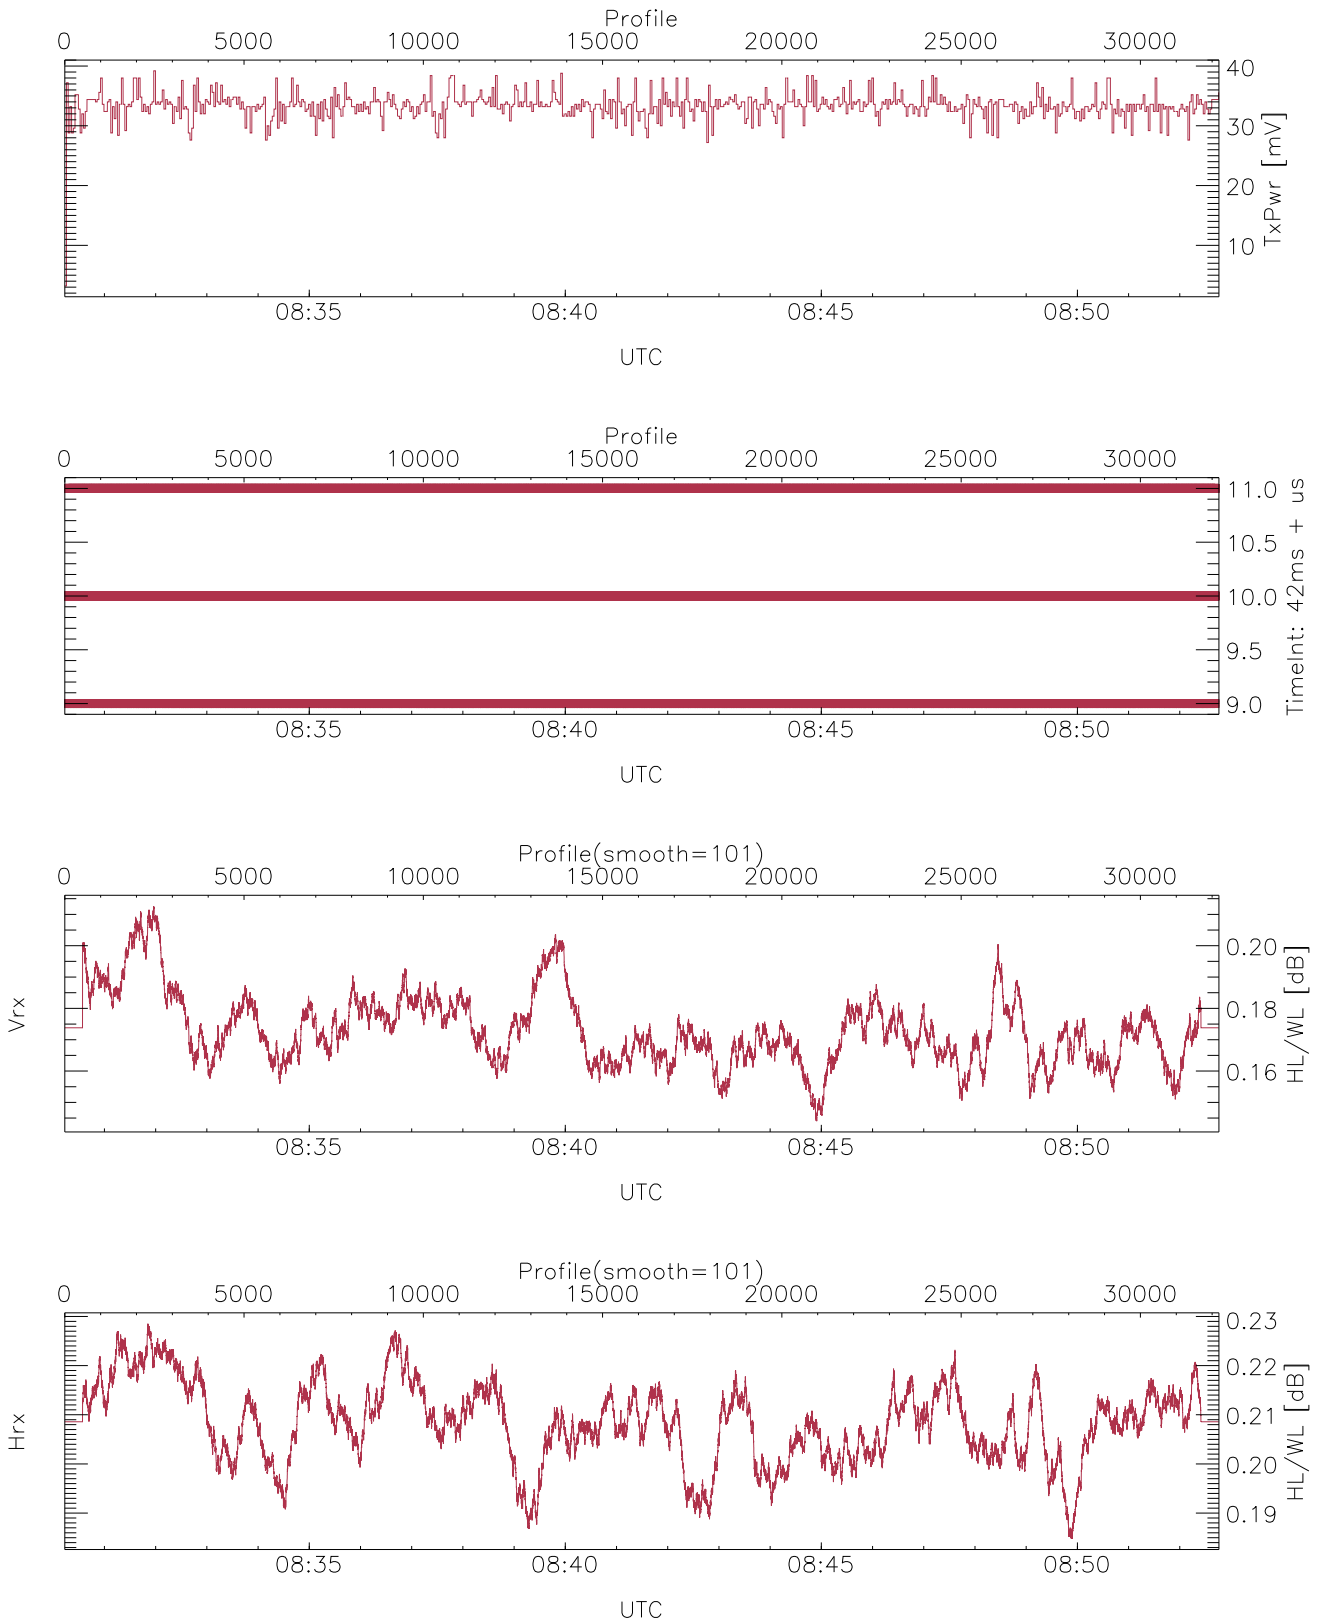 Profile
0 5000 10000 15000 20000 25000 30000
40
30
20
10
TxPwr [mV]
08:35 08:40 08:45 08:50
UTC
Profile
0 5000 10000 15000 20000 25000 30000
11.0
10.5
10.0
9.5
9.0
TimeInt: 42ms + us
08:35 08:40 08:45 08:50
UTC
Profile(smooth=101)
0 5000 10000 15000 20000 25000 30000
Vrx
0.20
0.18
0.16
HL/WL [dB]
08:35 08:40 08:45 08:50
UTC
Profile(smooth=101)
0 5000 10000 15000 20000 25000 30000
Hrx
0.23
0.22
0.21
0.20
0.19
HL/WL [dB]
08:35 08:40 08:45 08:50
UTC